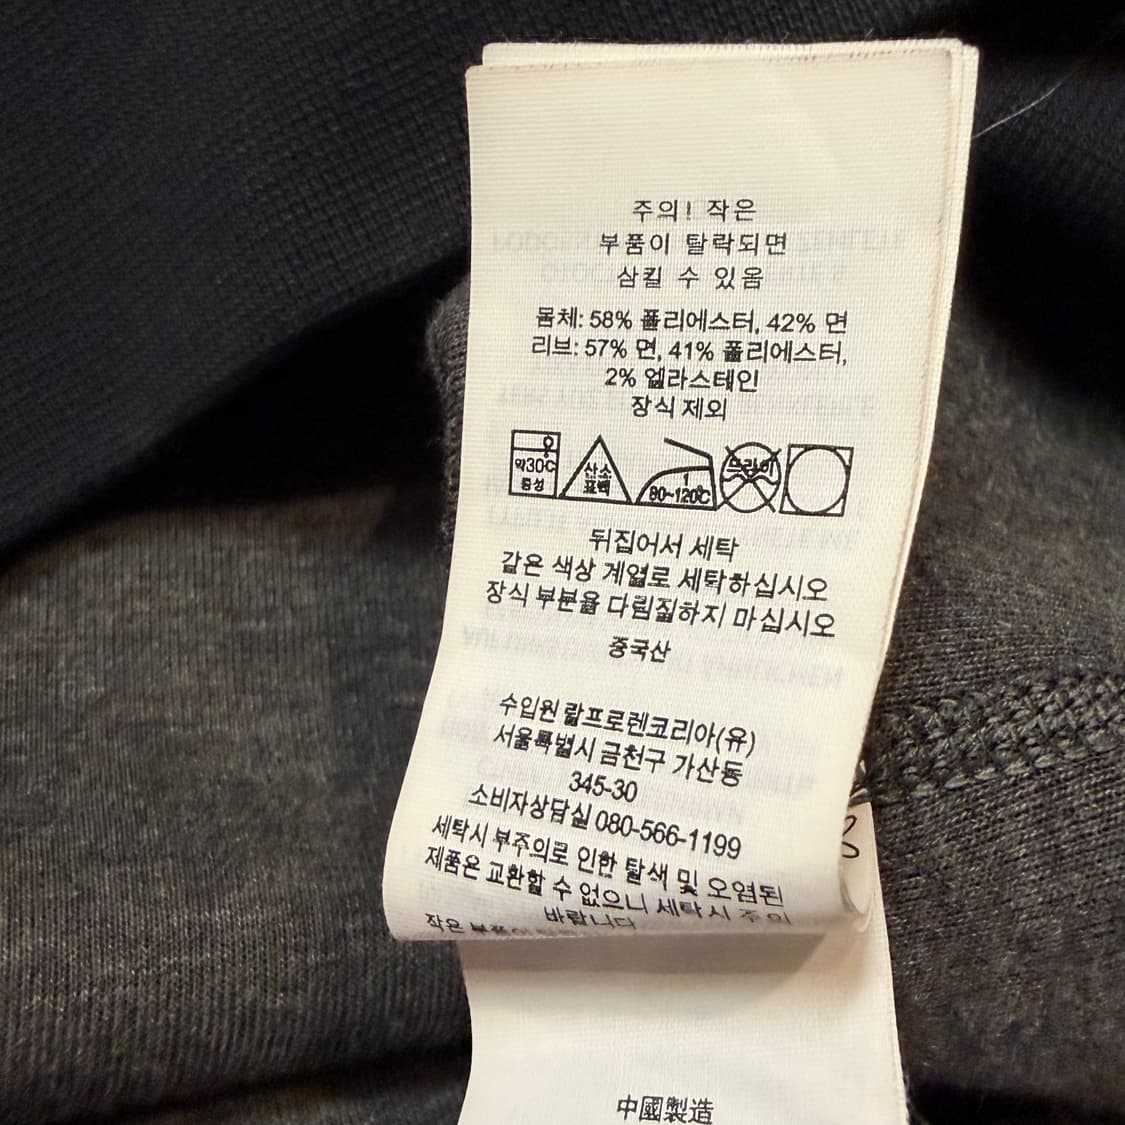 주의! 작은
부품이 탈락되면
삼킬 수 있음
몸체: 58% 폴리에스터, 42% 면
리브: 57% 면, 41% 폴리에스터,
2% 엘라스테인
장식 제외
약30℃
중성
산소
표백
80~120℃
드라이
뒤집어서 세탁
같은 색상 계열로 세탁하십시오
장식 부분을 다림질하지 마십시오
중국산
수입원 랄프로렌코리아(유)
서울특별시 금천구 가산동
345-30
소비자상담실 080-566-1199
세탁시 부주의로 인한 탈색 및 오염된
제품은 교환할 수 없으니 세탁시 주의
바랍니다
작은 부품이
中國製造